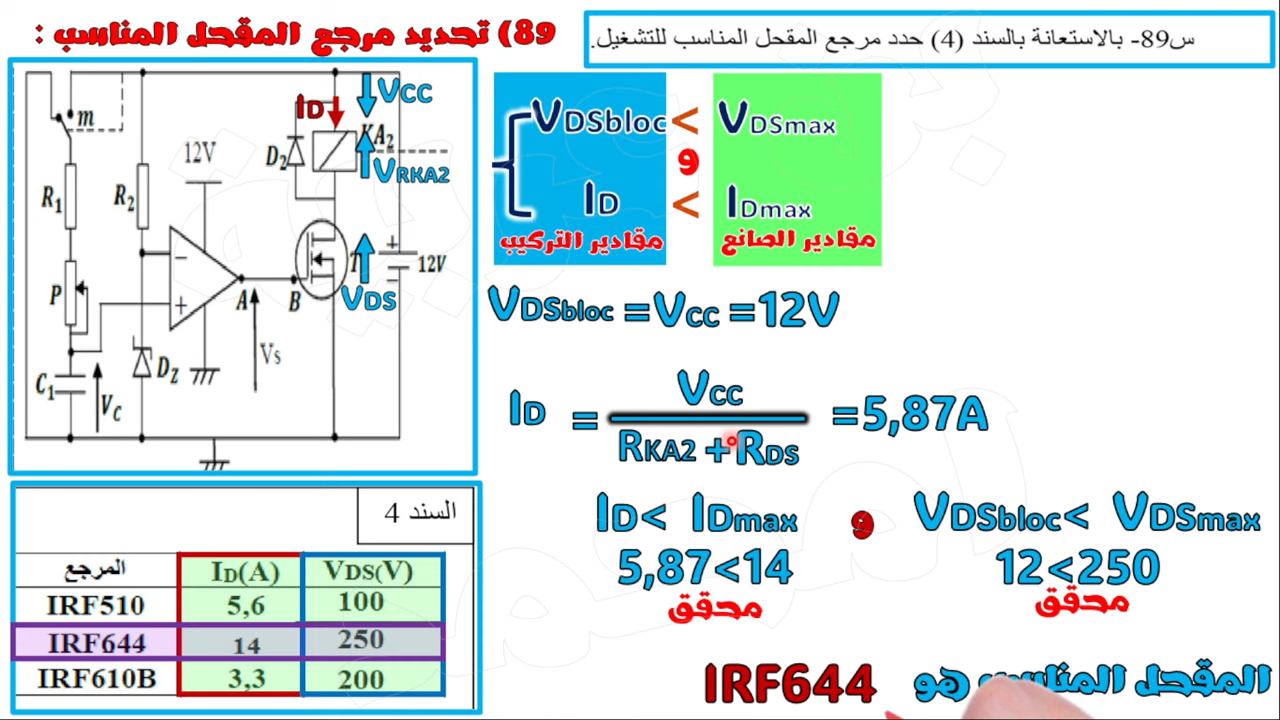 89) تحديد مرجع المقحل المناسب :
س89- بالاستعانة بالسند (4) حدد مرجع المقحل المناسب للتشغيل.
m
R1
R2
P
C1
VC
DZ
12V
−
+
A
VS
B
D2
ID
VCC
KA2
VRKA2
T
VDS
+
−
12V
VDSbloc < VDSmax
و
ID < IDmax
مقادير التركيب
مقادير الصانع
VDSbloc = VCC = 12V
ID = VCC / RKA2 + RDS = 5,87A
ID < IDmax و VDSbloc < VDSmax
5,87<14
12<250
محقق
محقق
السند 4
المرجع ID(A) VDS(V)
IRF510 5,6 100
IRF644 14 250
IRF610B 3,3 200
المقحل المناسب هو IRF644